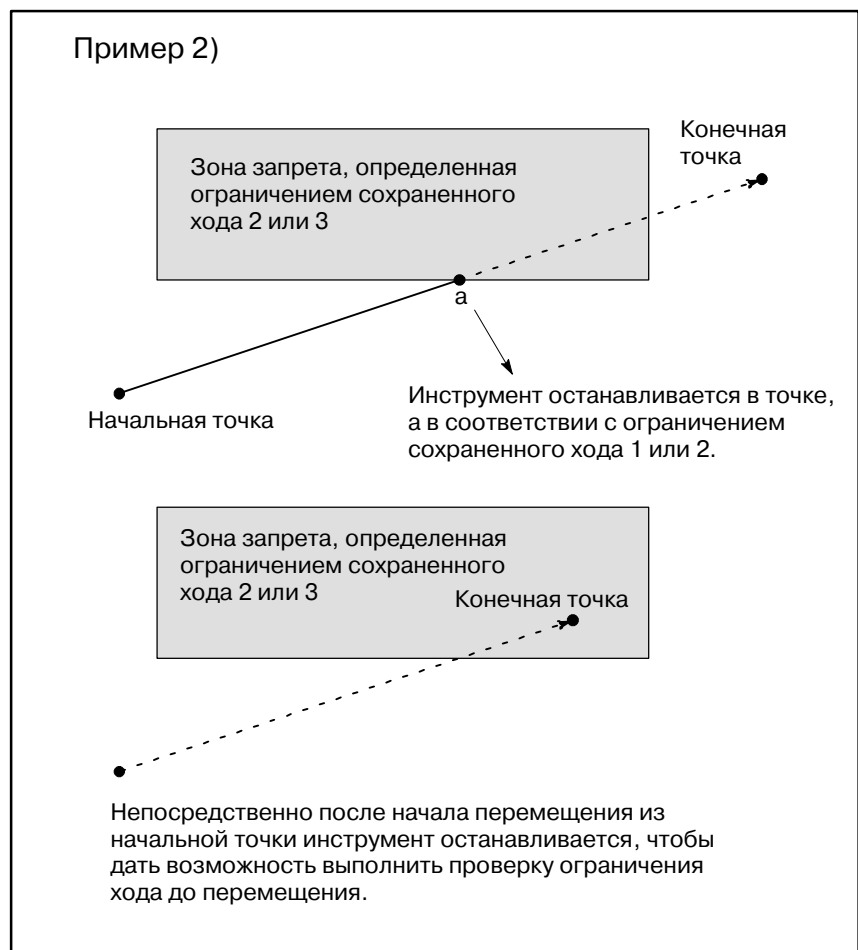 Пример 2)
Конечная
точка
Зона запрета, определенная
ограничением сохраненного
хода 2 или 3
а
Начальная точка
Инструмент останавливается в точке,
а в соответствии с ограничением
сохраненного хода 1 или 2.
Зона запрета, определенная
ограничением сохраненного
хода 2 или 3
Конечная точка
Непосредственно после начала перемещения из
начальной точки инструмент останавливается, чтобы
дать возможность выполнить проверку ограничения
хода до перемещения.